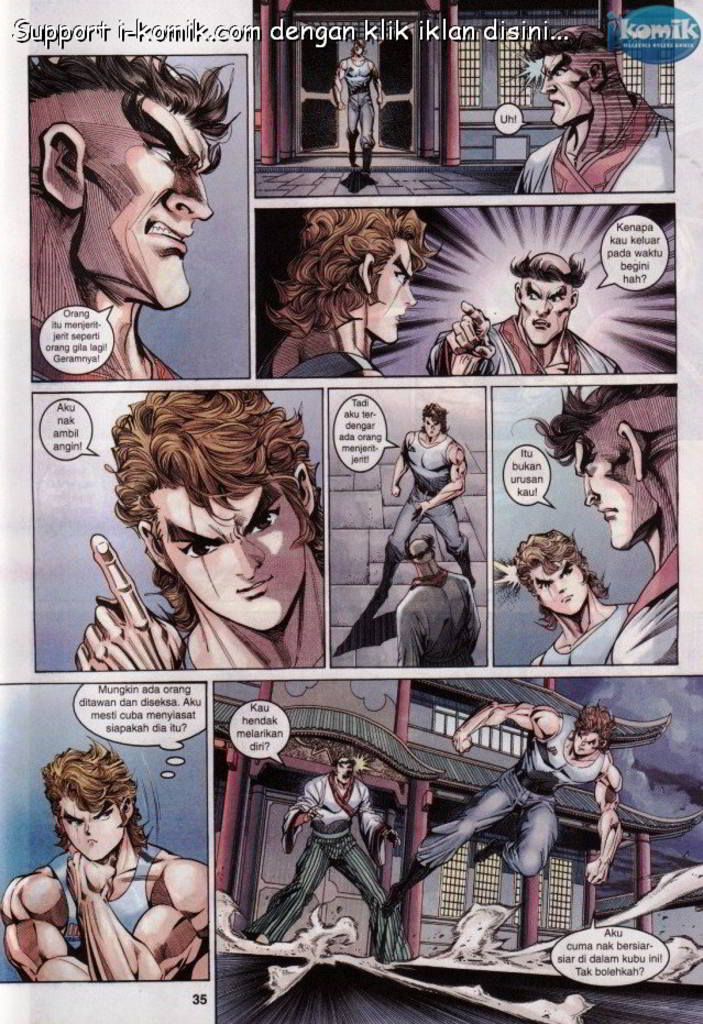 Support i-komik.com dengan klik iklan disini...
i komik
Orang
itu menjerit-
jerit seperti
orang gila lagi!
Geramnya!
Uh!
Kenapa
kau keluar
pada waktu
begini
hah?
Aku
nak
ambil
angin!
Tadi
aku ter-
dengar
ada orang
menjerit-
jerit!
Itu
bukan
urusan
kau!
Mungkin ada orang
ditawan dan diseksa. Aku
mesti cuba menyiasat
siapakah dia itu?
Kau
hendak
melarikan
diri?
Aku
cuma nak bersiar-
siar di dalam kubu ini!
Tak bolehkah?
35